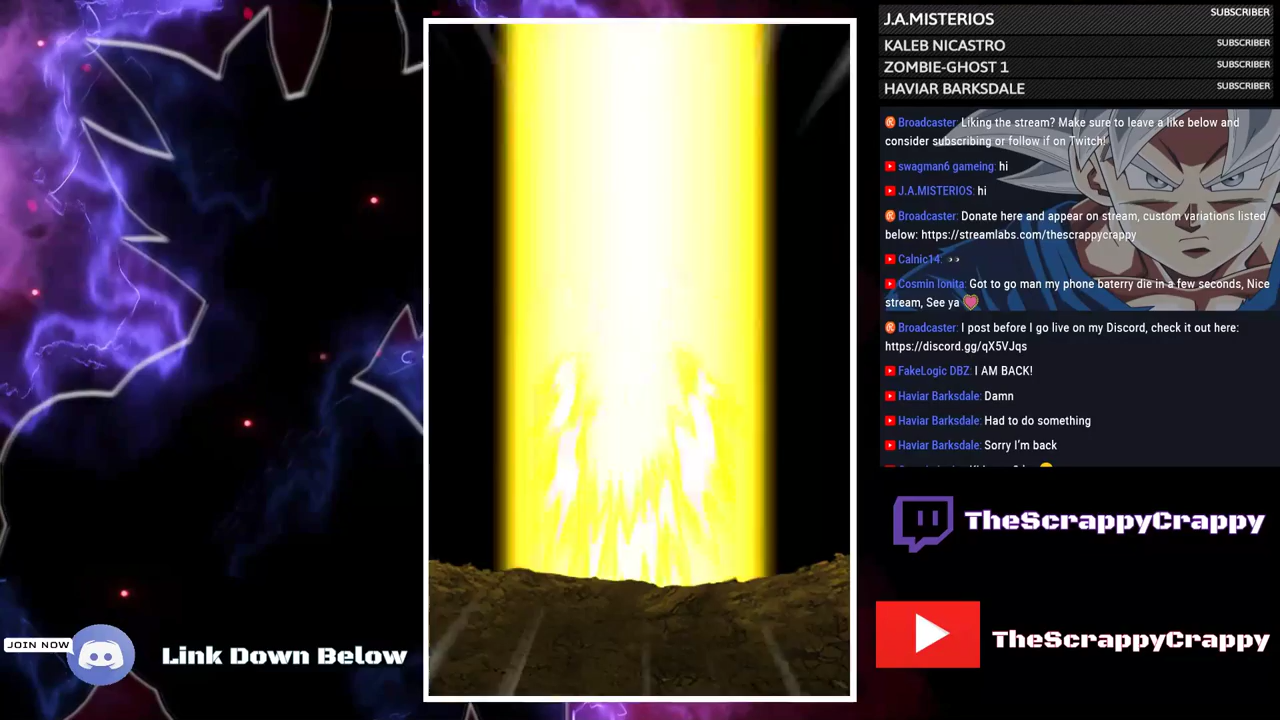 J.A.MISTERIOS SUBSCRIBER
KALEB NICASTRO SUBSCRIBER
ZOMBIE-GHOST 1 SUBSCRIBER
HAVIAR BARKSDALE SUBSCRIBER
Broadcaster: Liking the stream? Make sure to leave a like below and
consider subscribing or follow if on Twitch!
swagman6 gameing: hi
J.A.MISTERIOS: hi
Broadcaster: Donate here and appear on stream, custom variations listed
below: https://streamlabs.com/thescrappycrappy
Calnic14: 👀
Cosmin Ionita: Got to go man my phone baterry die in a few seconds, Nice
stream, See ya 💗
Broadcaster: I post before I go live on my Discord, check it out here:
https://discord.gg/qX5VJqs
FakeLogic DBZ: I AM BACK!
Haviar Barksdale: Damn
Haviar Barksdale: Had to do something
Haviar Barksdale: Sorry I'm back
TheScrappyCrappy
TheScrappyCrappy
JOIN NOW
Link Down Below